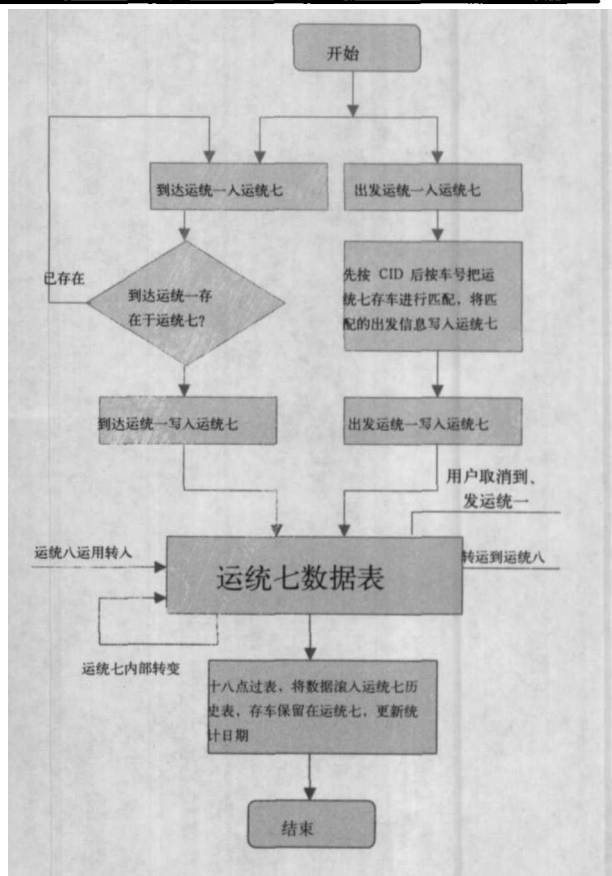 开始
到达运统一入运统七
出发运统一入运统七
已存在
到达运统一存
在于运统七?
先按 CID 后按车号把运
统七存车进行匹配，将匹
配的出发信息写入运统七
到达运统一写入运统七
出发运统一写入运统七
用户取消到、
发运统一
运统八运用转入
运统七数据表
转运到运统八
运统七内部转变
十八点过表，将数据滚入运统七历
史表，存车保留在运统七，更新统
计日期
结束